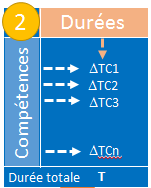 2
Durées
Compétences
ΔTC1
ΔTC2
ΔTC3
ΔTCn
Durée totale T